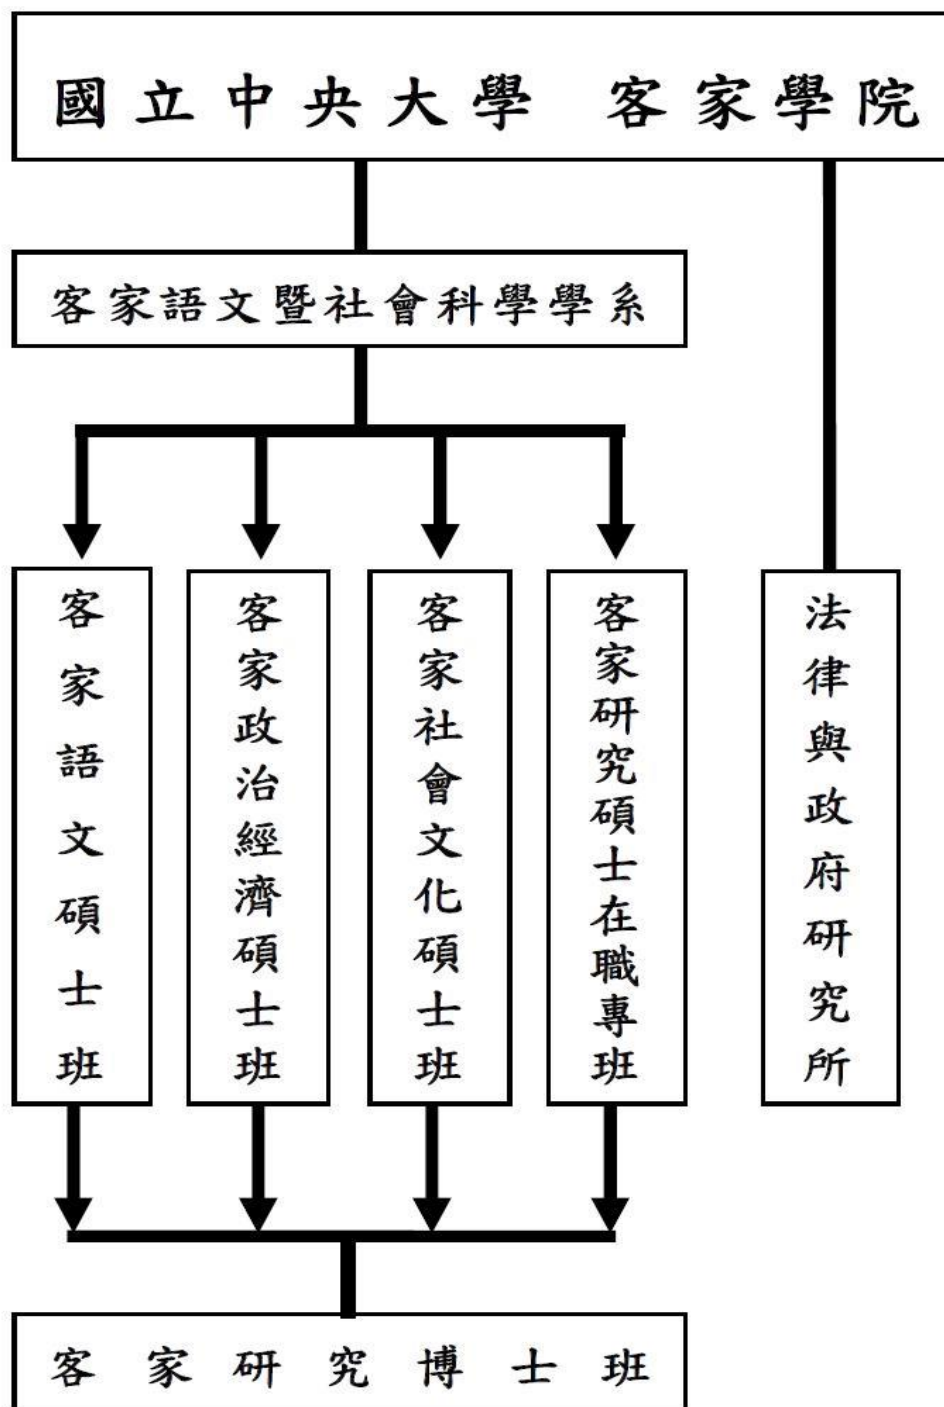 國立中央大學 客家學院
客家語文暨社會科學學系
客家語文碩士班
客家政治經濟碩士班
客家社會文化碩士班
客家研究碩士在職專班
法律與政府研究所
客家研究博士班